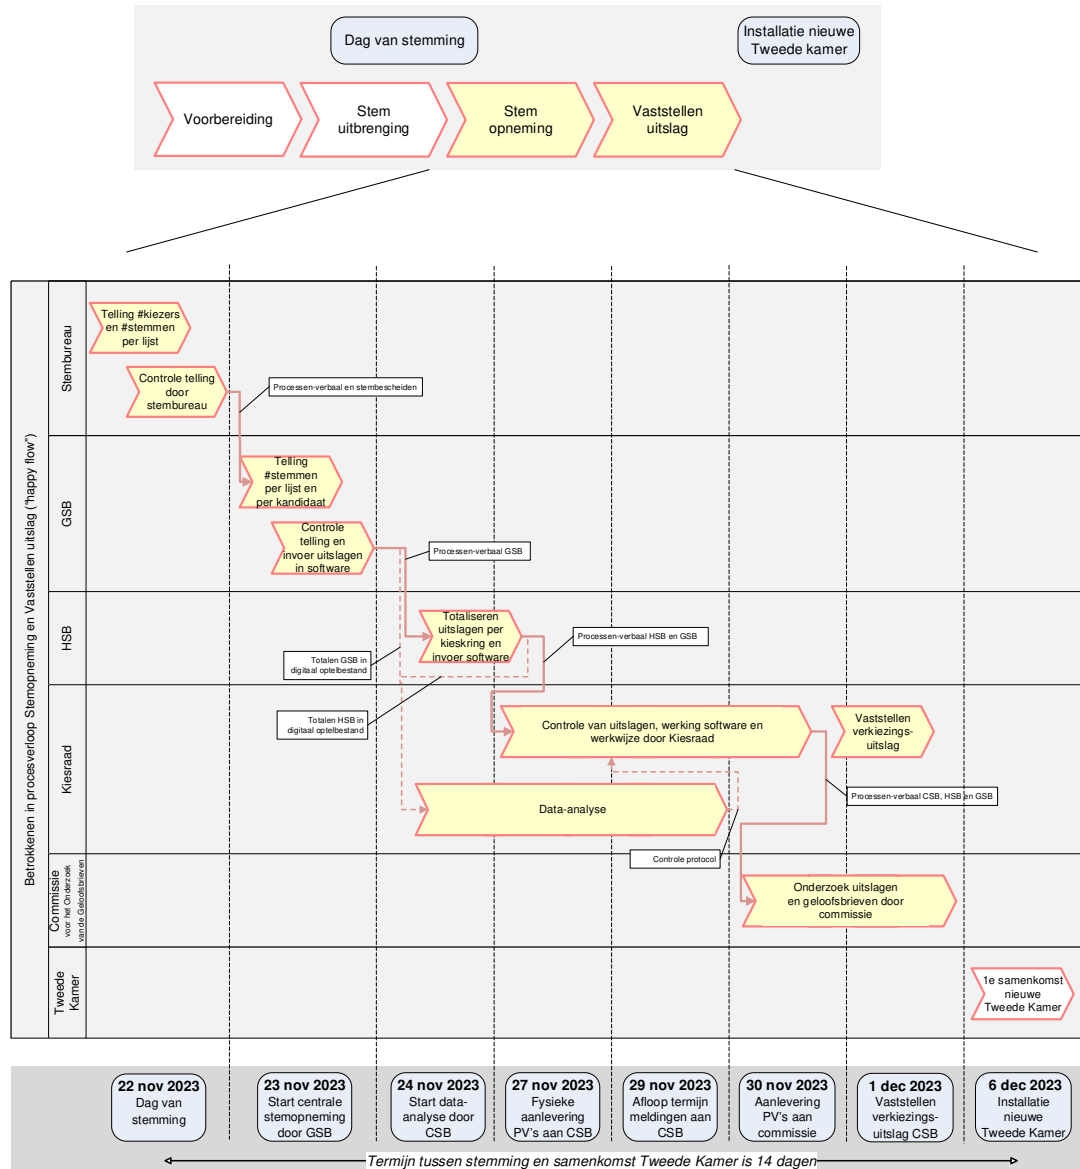 Dag van stemming
Installatie nieuwe
Tweede kamer
Voorbereiding
Stem
uitbrenging
Stem
opneming
Vaststellen
uitslag
Betrokkenen in procesverloop Stemopneming en Vaststellen uitslag ("happy flow")
Stembureau
Telling #kiezers
en #stemmen
per lijst
Controle telling
door
stembureau
Processen-verbaal en stembescheiden
GSB
Telling
#stemmen
per lijst en
per kandidaat
Controle
telling en
invoer uitslagen
in software
Processen-verbaal GSB
HSB
Totaliseren
uitslagen per
kieskring en
invoer software
Processen-verbaal HSB en GSB
Totalen GSB in
digitaal optelbestand
Totalen HSB in
digitaal optelbestand
Kiesraad
Controle van uitslagen, werking software en
werkwijze door Kiesraad
Vaststellen
verkiezings-
uitslag
Data-analyse
Processen-verbaal CSB, HSB en GSB
Controle protocol
Commissie
voor het Onderzoek
van de Geloofsbrieven
Onderzoek uitslagen
en geloofsbrieven door
commissie
Tweede
Kamer
1e samenkomst
nieuwe
Tweede Kamer
22 nov 2023
Dag van
stemming
23 nov 2023
Start centrale
stemopneming
door GSB
24 nov 2023
Start data-
analyse door
CSB
27 nov 2023
Fysieke
aanlevering
PV's aan CSB
29 nov 2023
Afloop termijn
meldingen aan
CSB
30 nov 2023
Aanlevering
PV's aan
commissie
1 dec 2023
Vaststellen
verkiezings-
uitslag CSB
6 dec 2023
Installatie
nieuwe
Tweede Kamer
Termijn tussen stemming en samenkomst Tweede Kamer is 14 dagen